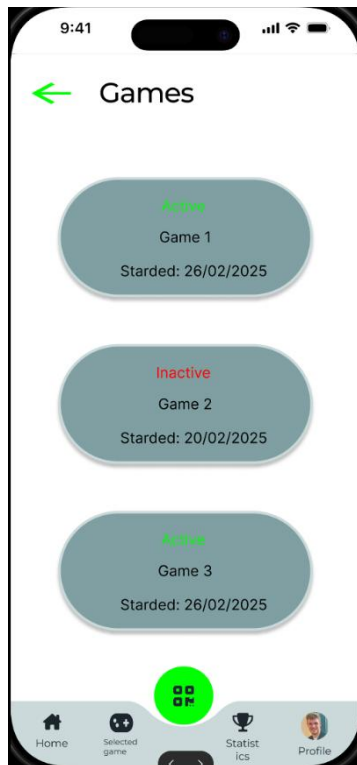 9:41
Games
Active
Game 1
Starded: 26/02/2025
Inactive
Game 2
Starded: 20/02/2025
Active
Game 3
Starded: 26/02/2025
Home
Selected
game
Statist
ics
Profile